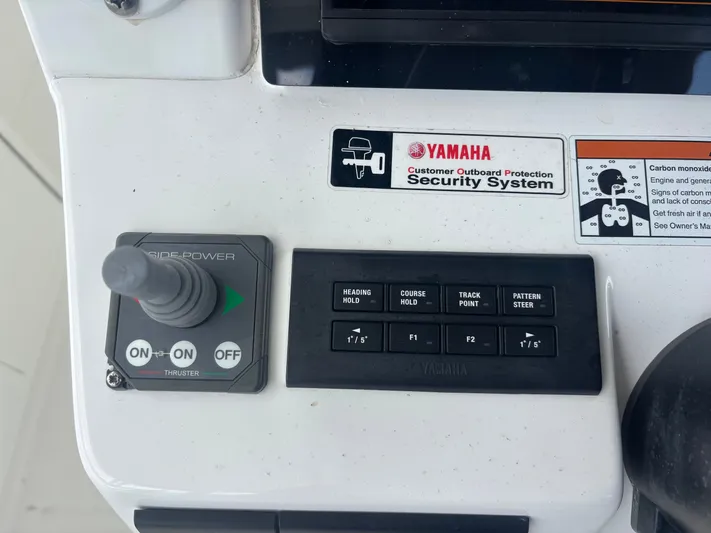 YAMAHA
Customer Outboard Protection
Security System
Carbon monoxide
Engine and genera
Signs of carbon m
and lack of consc
Get fresh air if an
See Owner's Ma
SIDE-POWER
ON ON OFF
THRUSTER
HEADING HOLD
COURSE HOLD
TRACK POINT
PATTERN STEER
1°/5°
F1
F2
1°/5°
YAMAHA